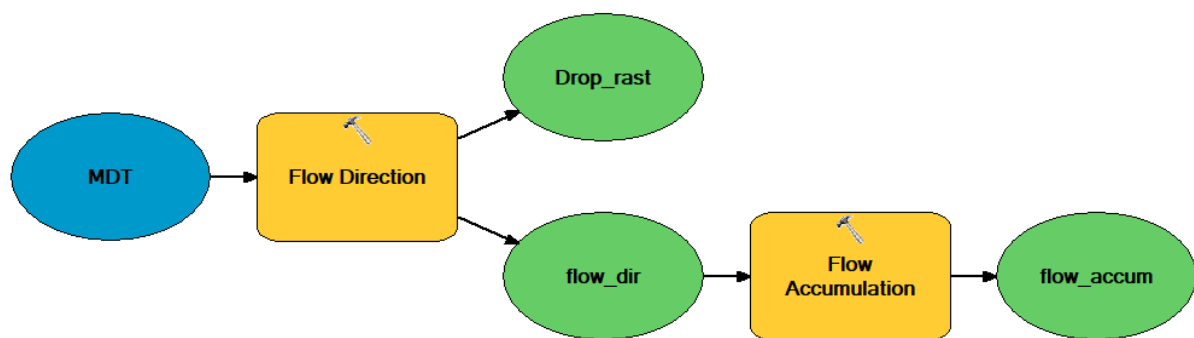 Drop_rast
MDT
Flow Direction
flow_dir
Flow
Accumulation
flow_accum